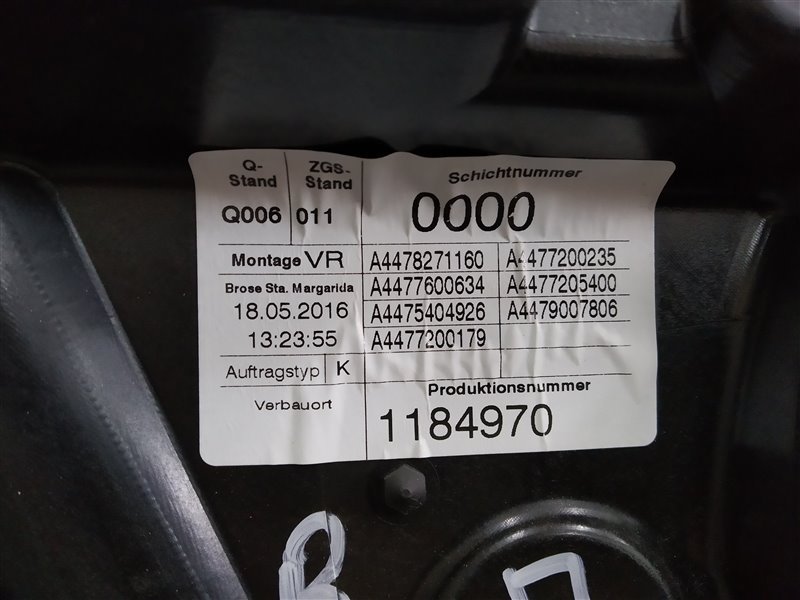 Q-Stand ZGS-Stand Schichtnummer
Q006 011 0000
Montage VR A4478271160 A4477200235
Brose Sta. Margarida A4477600634 A4477205400
18.05.2016 A4475404926 A4479007806
13:23:55 A4477200179
Auftragstyp K
Produktionsnummer
Verbauort 1184970